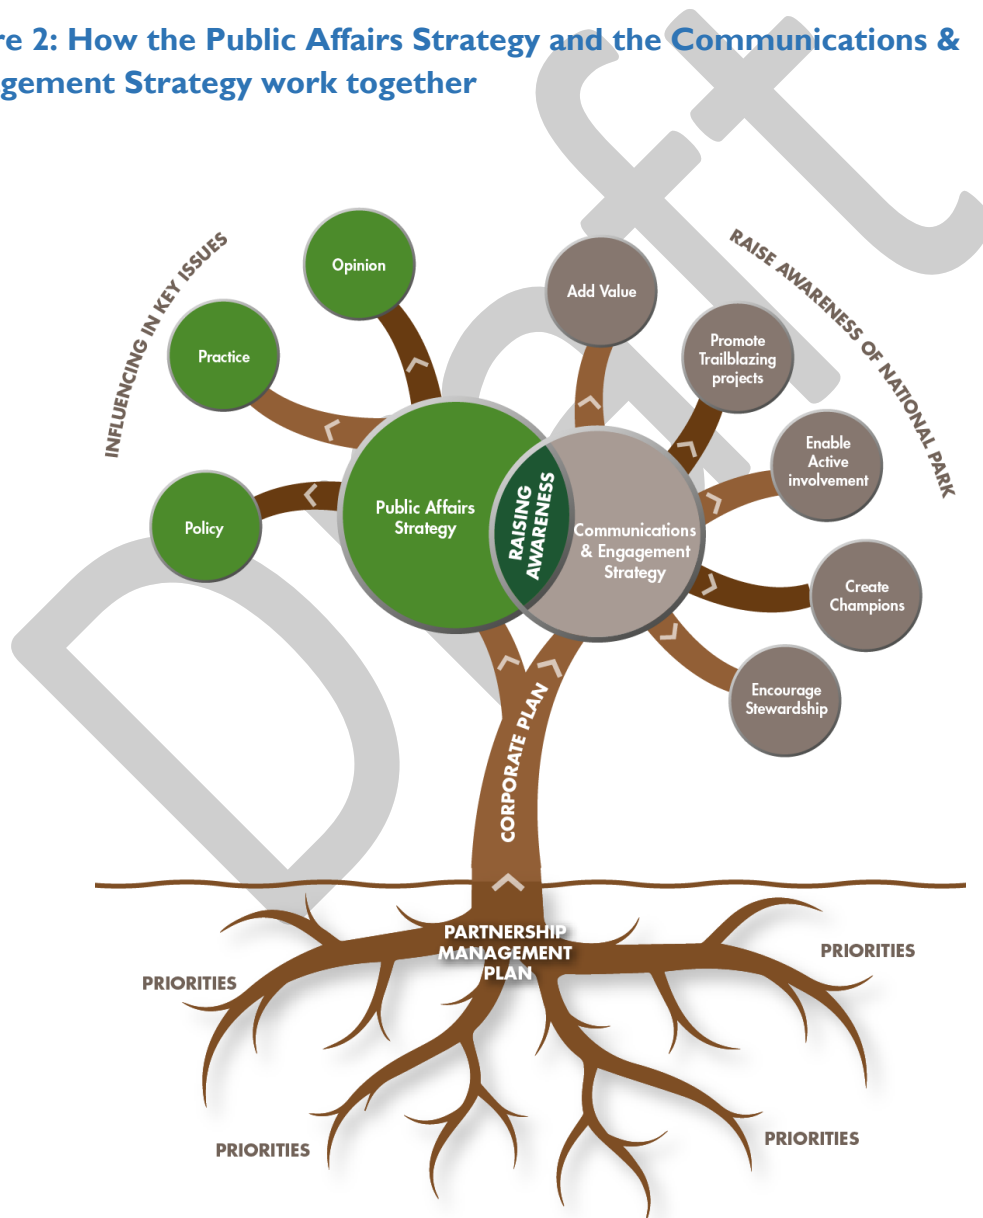 re 2: How the Public Affairs Strategy and the Communications &
gement Strategy work together
Draft
INFLUENCING IN KEY ISSUES
RAISE AWARENESS OF NATIONAL PARK
Opinion
Practice
Policy
Add Value
Promote
Trailblazing
projects
Enable
Active
involvement
Create
Champions
Encourage
Stewardship
Public Affairs
Strategy
RAISING
AWARENESS
Communications
& Engagement
Strategy
CORPORATE PLAN
PARTNERSHIP
MANAGEMENT
PLAN
PRIORITIES
PRIORITIES
PRIORITIES
PRIORITIES